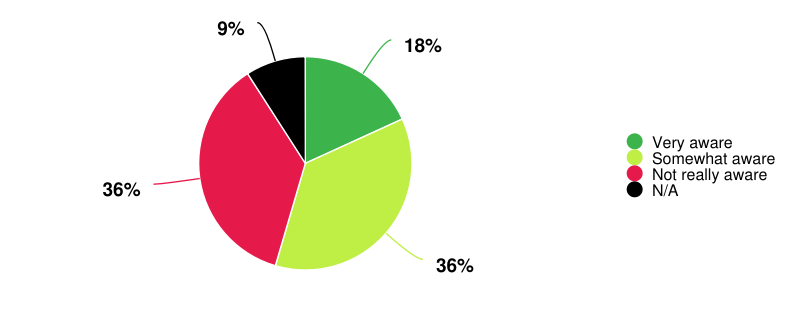 9%
18%
36%
36%
Very aware
Somewhat aware
Not really aware
N/A